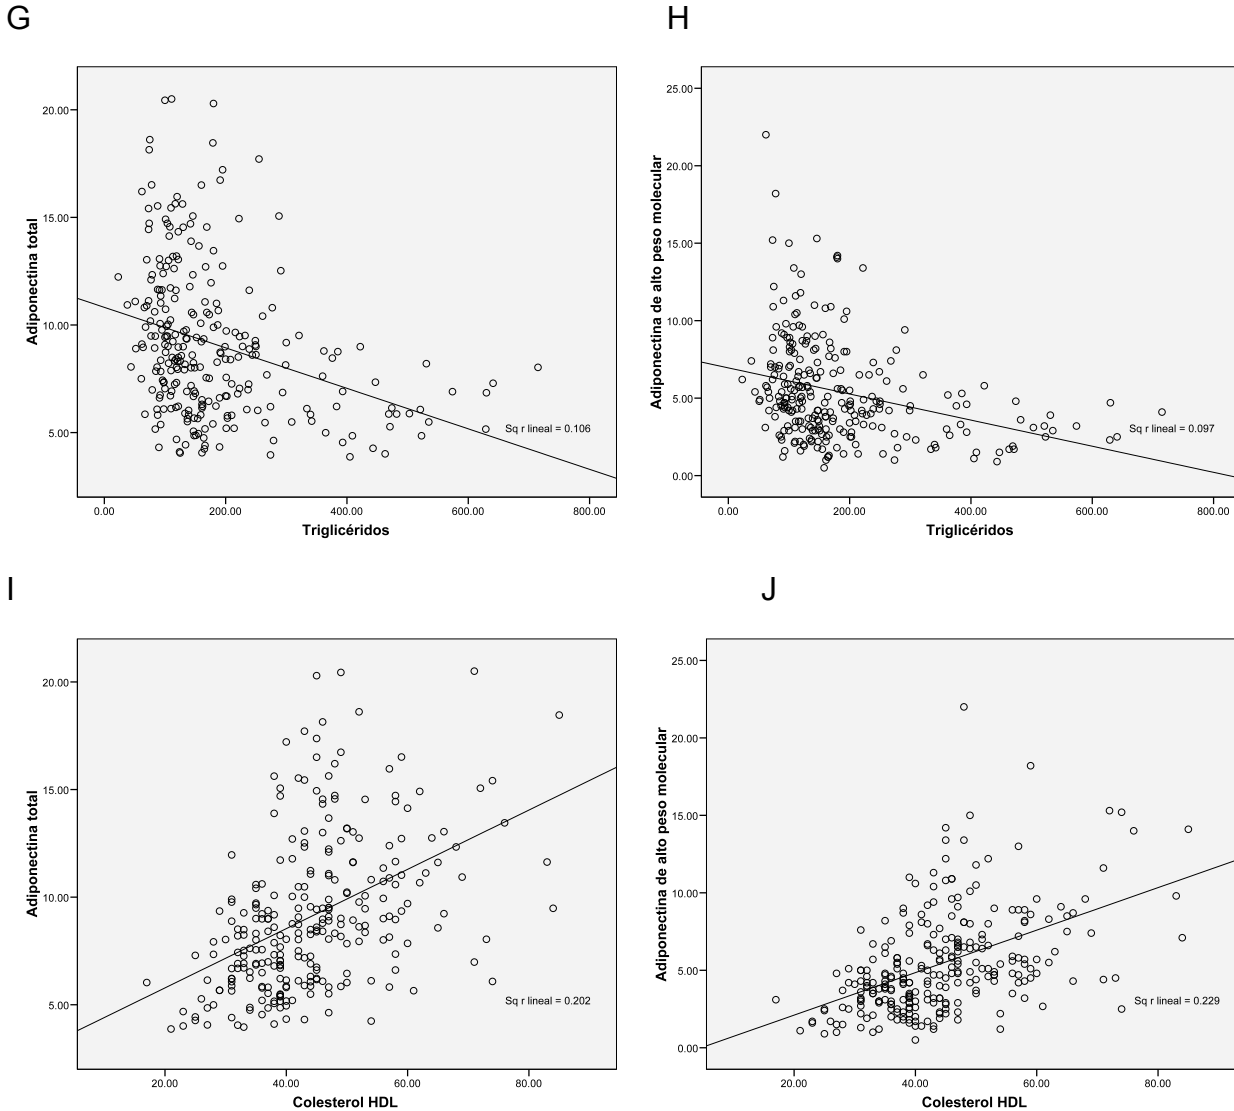 G
H
20.00
15.00
10.00
5.00
Adiponectina total
Sq r lineal = 0.106
0.00 200.00 400.00 600.00 800.00
Triglicéridos
25.00
20.00
15.00
10.00
5.00
0.00
Adiponectina de alto peso molecular
Sq r lineal = 0.097
0.00 200.00 400.00 600.00 800.00
Triglicéridos
I
J
20.00
15.00
10.00
5.00
Adiponectina total
Sq r lineal = 0.202
20.00 40.00 60.00 80.00
Colesterol HDL
25.00
20.00
15.00
10.00
5.00
0.00
Adiponectina de alto peso molecular
Sq r lineal = 0.229
20.00 40.00 60.00 80.00
Colesterol HDL